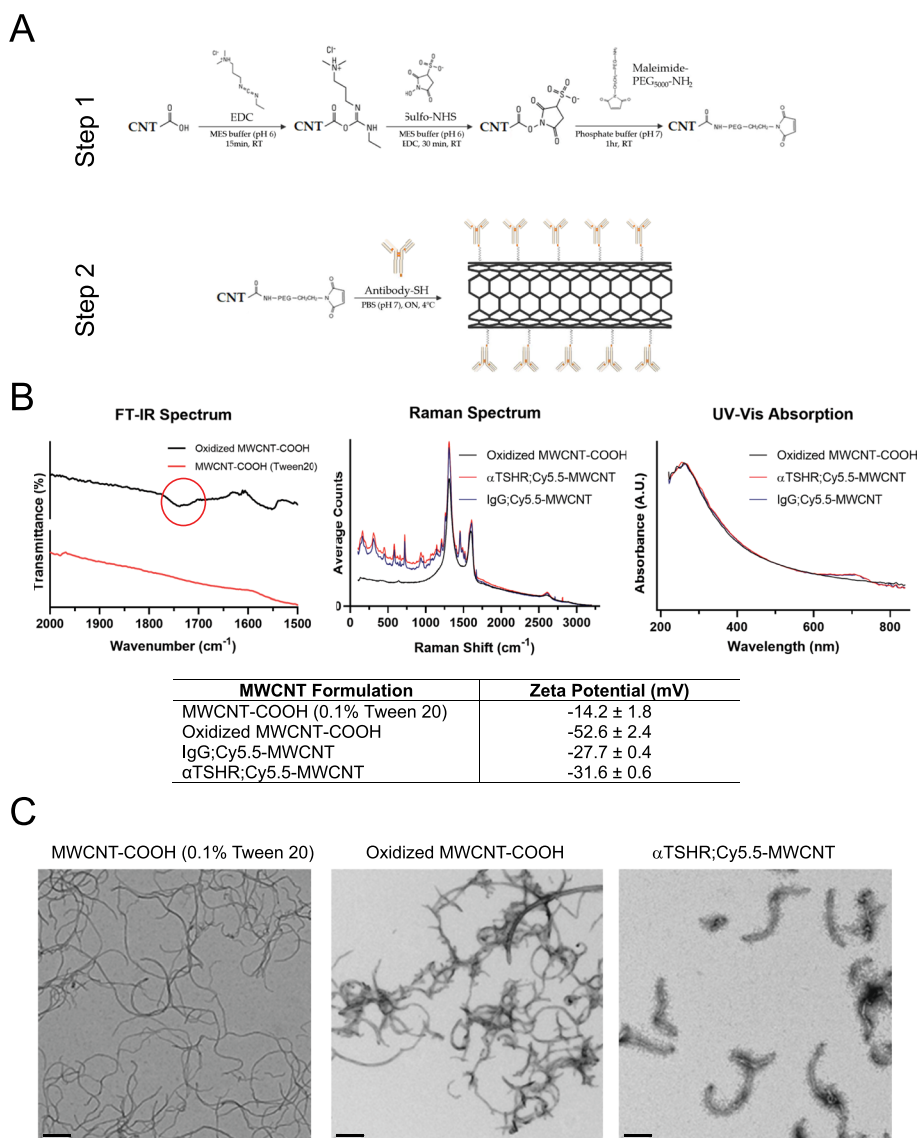 A
Step 1
CNT
OH
Cl⁻
EDC
MES buffer (pH 6)
15min, RT
CNT
Cl⁻
Sulfo-NHS
MES buffer (pH 6)
EDC, 30 min, RT
CNT
Maleimide-
PEG₅₀₀₀-NH₂
Phosphate buffer (pH 7)
1hr, RT
CNT
NH-PEG-CH₂CH₂-N
Step 2
CNT
NH-PEG-CH₂CH₂-N
Antibody-SH
PBS (pH 7), ON, 4°C
B
FT-IR Spectrum
Oxidized MWCNT-COOH
MWCNT-COOH (Tween20)
Transmittance (%)
2000 1900 1800 1700 1600 1500
Wavenumber (cm⁻¹)
Raman Spectrum
Oxidized MWCNT-COOH
αTSHR;Cy5.5-MWCNT
IgG;Cy5.5-MWCNT
Average Counts
0
0 500 1000 1500 2000 2500 3000
Raman Shift (cm⁻¹)
UV-Vis Absorption
Oxidized MWCNT-COOH
αTSHR;Cy5.5-MWCNT
IgG;Cy5.5-MWCNT
Absorbance (A.U.)
200 300 400 500 600 700 800
Wavelength (nm)
MWCNT Formulation Zeta Potential (mV)
MWCNT-COOH (0.1% Tween 20) -14.2 ± 1.8
Oxidized MWCNT-COOH -52.6 ± 2.4
IgG;Cy5.5-MWCNT -27.7 ± 0.4
αTSHR;Cy5.5-MWCNT -31.6 ± 0.6
C
MWCNT-COOH (0.1% Tween 20)
Oxidized MWCNT-COOH
αTSHR;Cy5.5-MWCNT